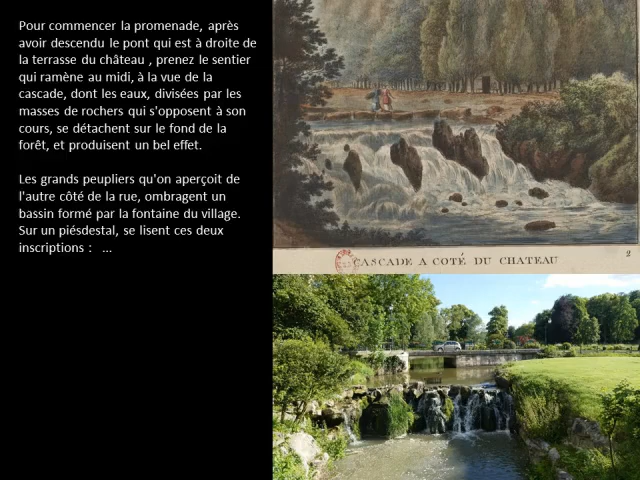 Pour commencer la promenade, après
avoir descendu le pont qui est à droite de
la terrasse du château , prenez le sentier
qui ramène au midi, à la vue de la
cascade, dont les eaux, divisées par les
masses de rochers qui s'opposent à son
cours, se détachent sur le fond de la
forêt, et produisent un bel effet.
Les grands peupliers qu'on aperçoit de
l'autre côté de la rue, ombragent un
bassin formé par la fontaine du village.
Sur un piésdestal, se lisent ces deux
inscriptions : ...
CASCADE A COTÉ DU CHATEAU
2